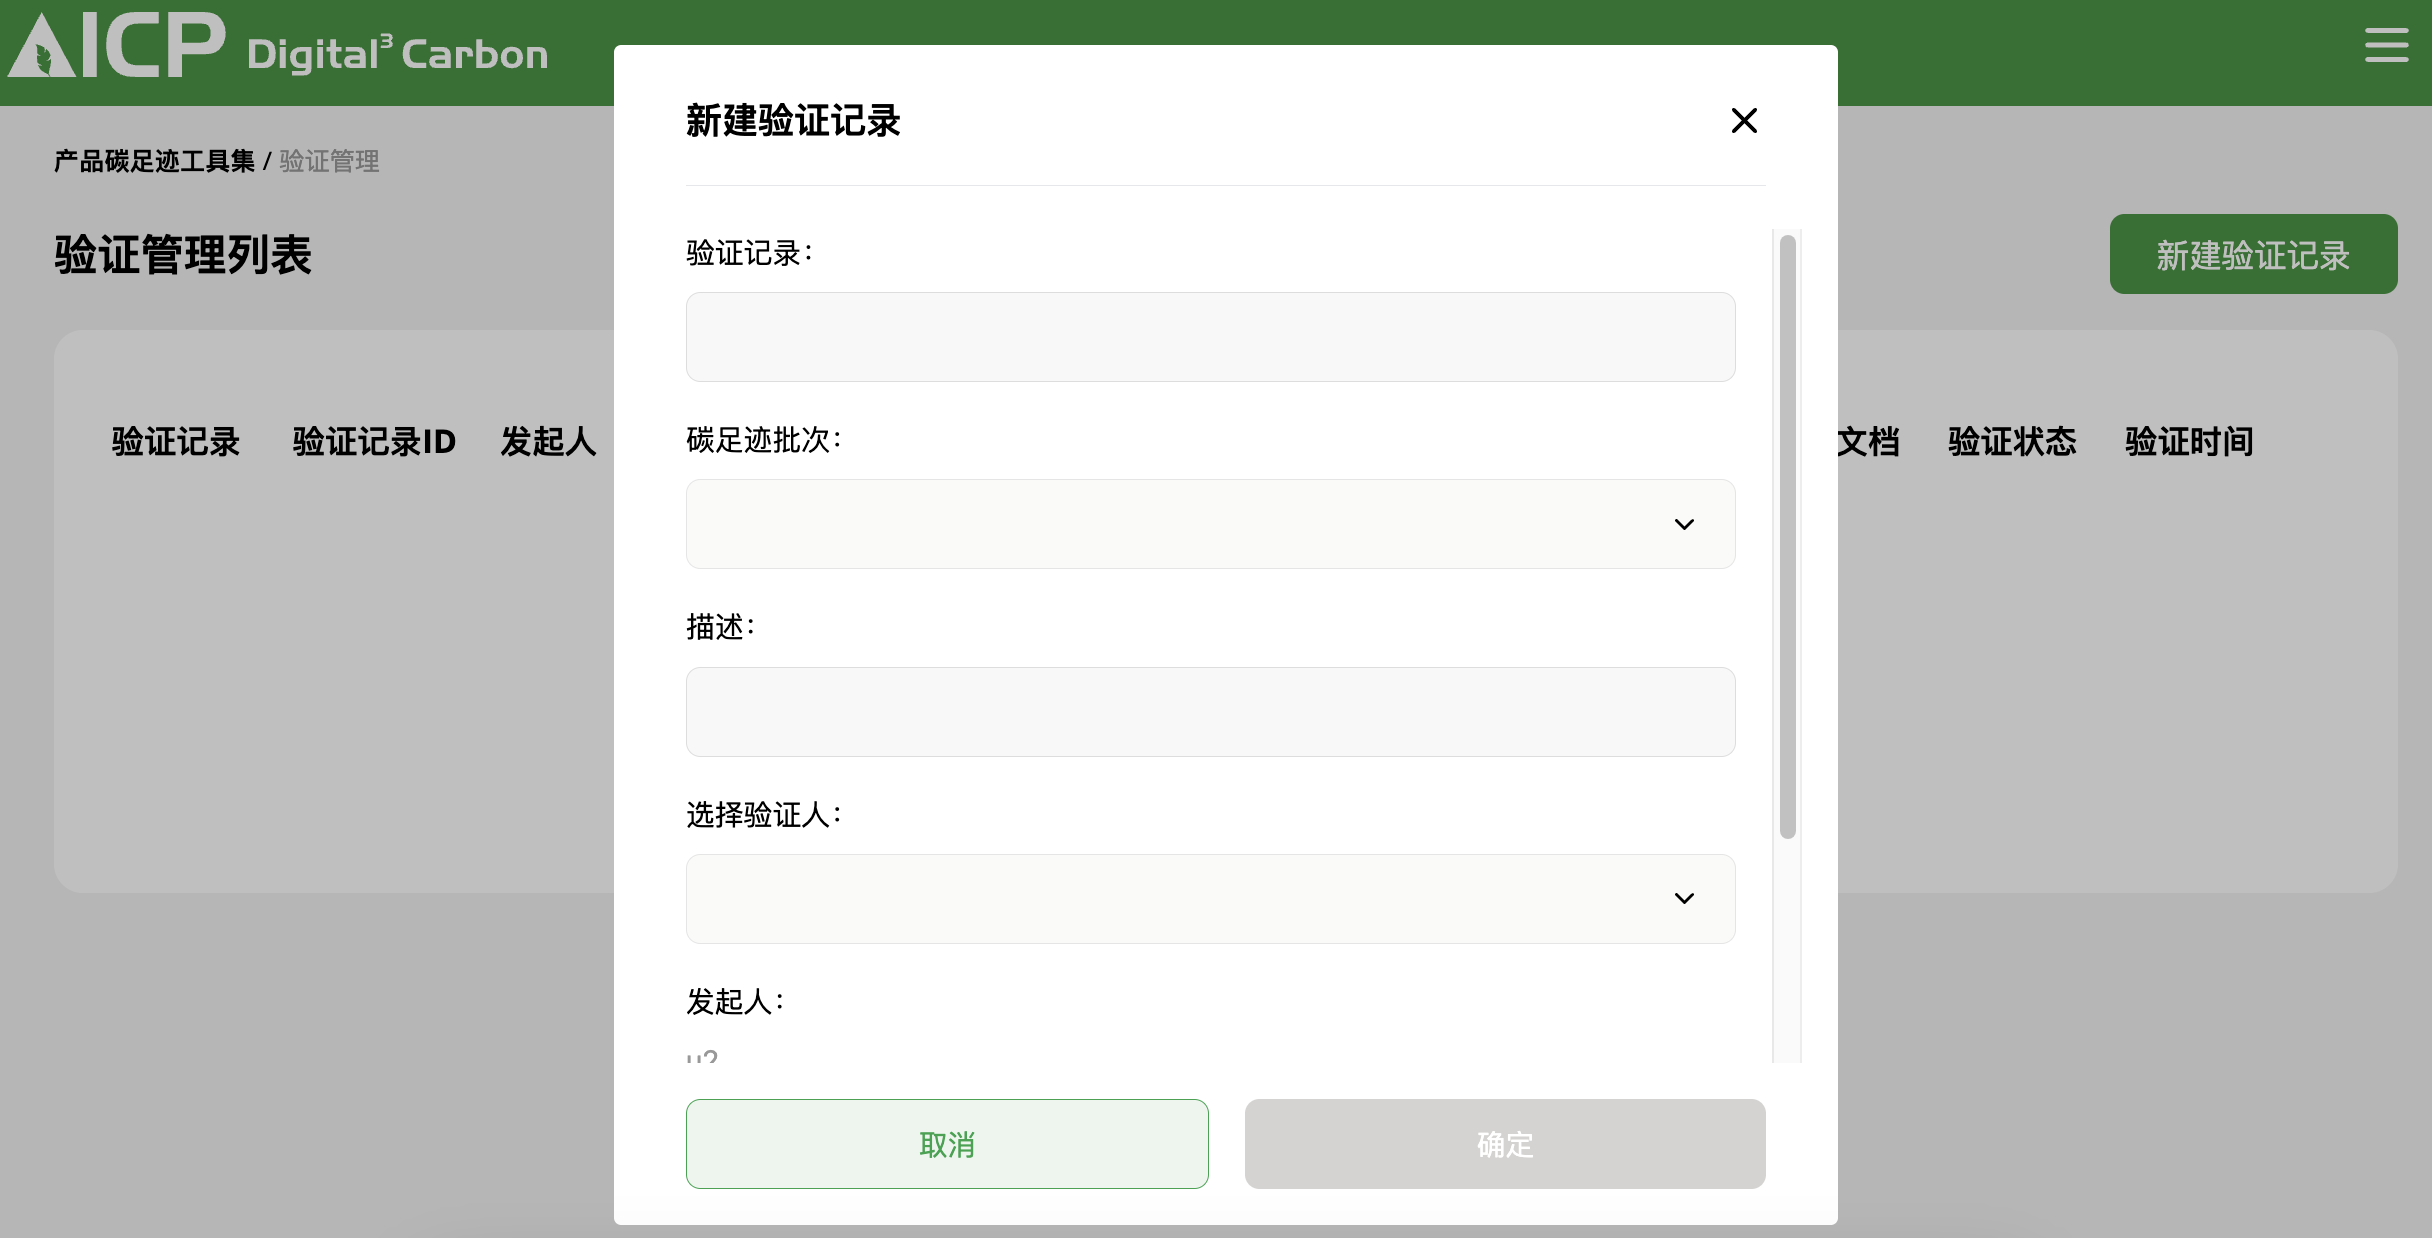 AICP Digital³ Carbon
产品碳足迹工具集 / 验证管理
验证管理列表
新建验证记录
验证记录 验证记录ID 发起人 文档 验证状态 验证时间
新建验证记录
验证记录：
碳足迹批次：
描述：
选择验证人：
发起人：
取消 确定